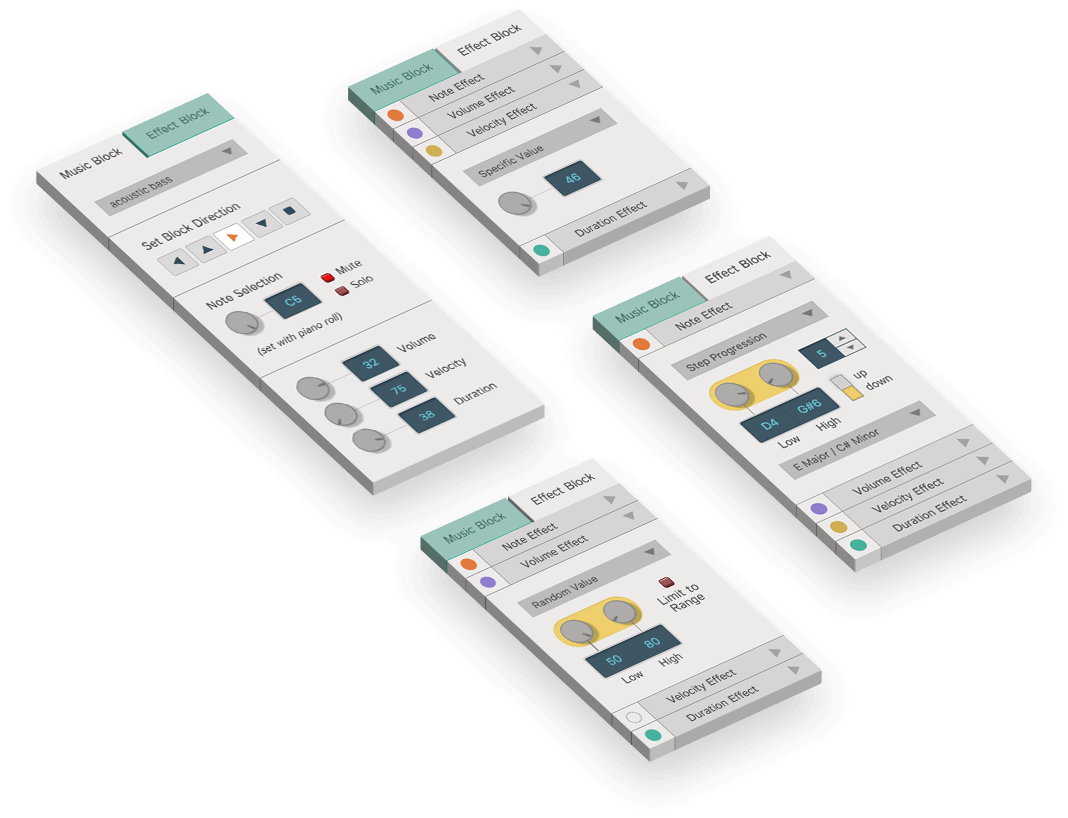 Music Block
Effect Block
acoustic bass
Set Block Direction
Note Selection
C5
Mute
Solo
(set with piano roll)
32
Volume
75
Velocity
38
Duration
Music Block
Effect Block
Note Effect
Volume Effect
Velocity Effect
Specific Value
46
Duration Effect
Music Block
Effect Block
Note Effect
Step Progression
5
D4
G#6
up
down
Low
High
E Major / C# Minor
Volume Effect
Velocity Effect
Duration Effect
Music Block
Effect Block
Note Effect
Volume Effect
Random Value
Limit to
Range
50
80
Low
High
Velocity Effect
Duration Effect